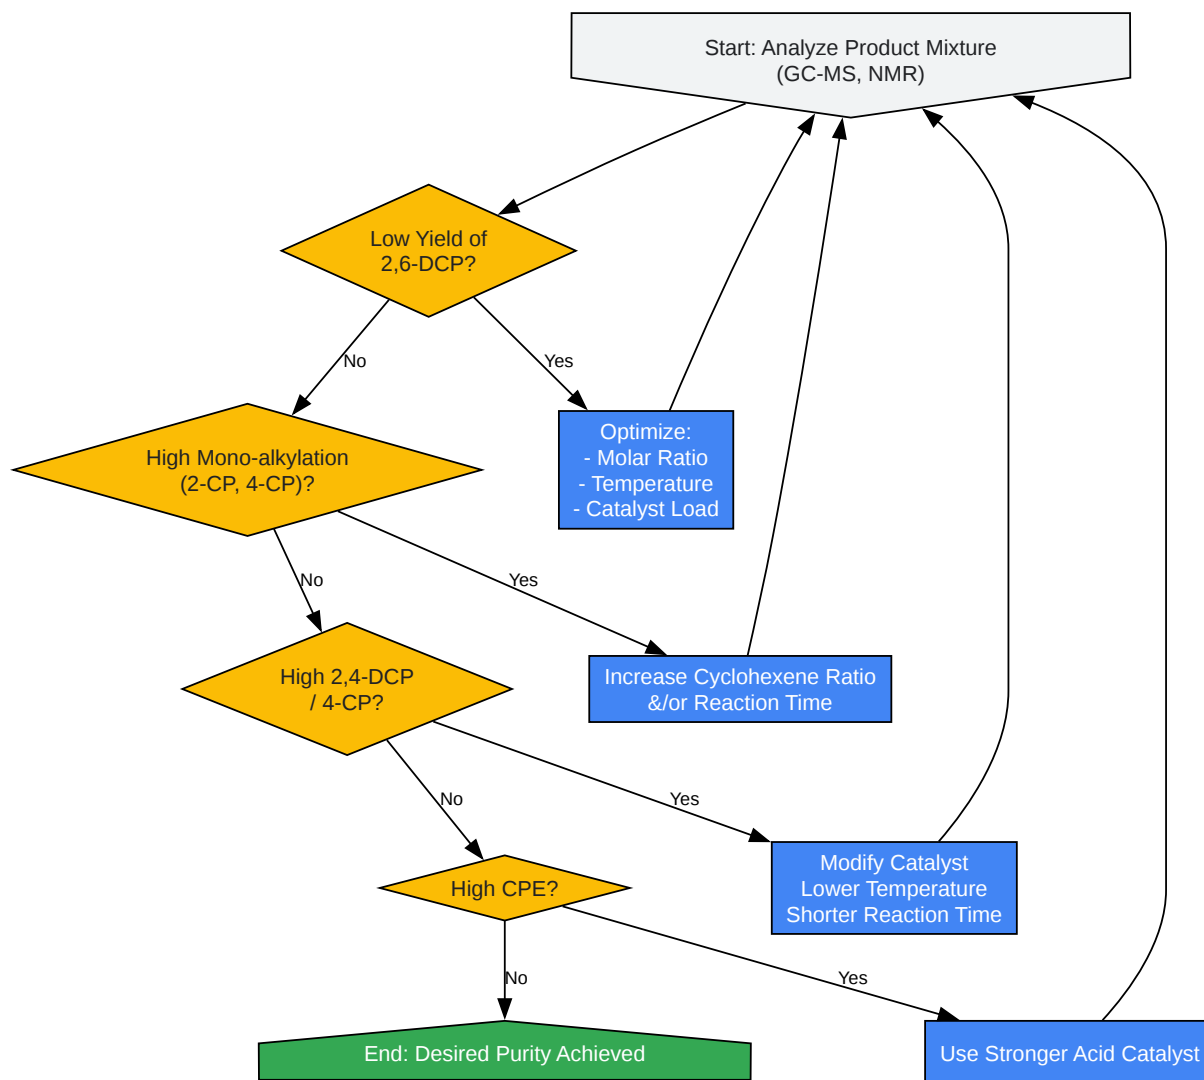 Start: Analyze Product Mixture
(GC-MS, NMR)
Low Yield of
2,6-DCP?
No
Yes
Optimize:
- Molar Ratio
- Temperature
- Catalyst Load
High Mono-alkylation
(2-CP, 4-CP)?
No
Yes
Increase Cyclohexene Ratio
&/or Reaction Time
High 2,4-DCP
/ 4-CP?
No
Yes
Modify Catalyst
Lower Temperature
Shorter Reaction Time
High CPE?
No
Yes
End: Desired Purity Achieved
Use Stronger Acid Catalyst